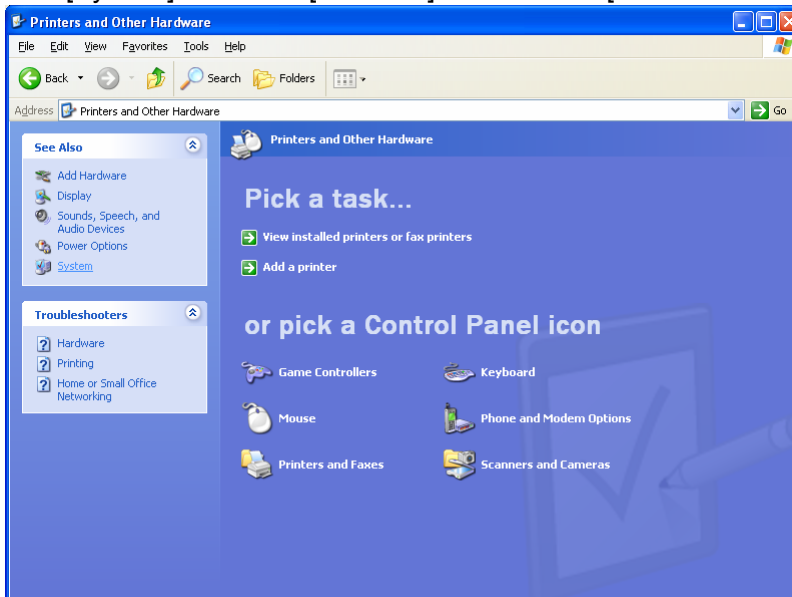 Printers and Other Hardware
File Edit View Favorites Tools Help
Back Search Folders
Address Printers and Other Hardware Go
See Also
Add Hardware
Display
Sounds, Speech, and
Audio Devices
Power Options
System
Troubleshooters
Hardware
Printing
Home or Small Office
Networking
Printers and Other Hardware
Pick a task...
View installed printers or fax printers
Add a printer
or pick a Control Panel icon
Game Controllers
Keyboard
Mouse
Phone and Modem Options
Printers and Faxes
Scanners and Cameras